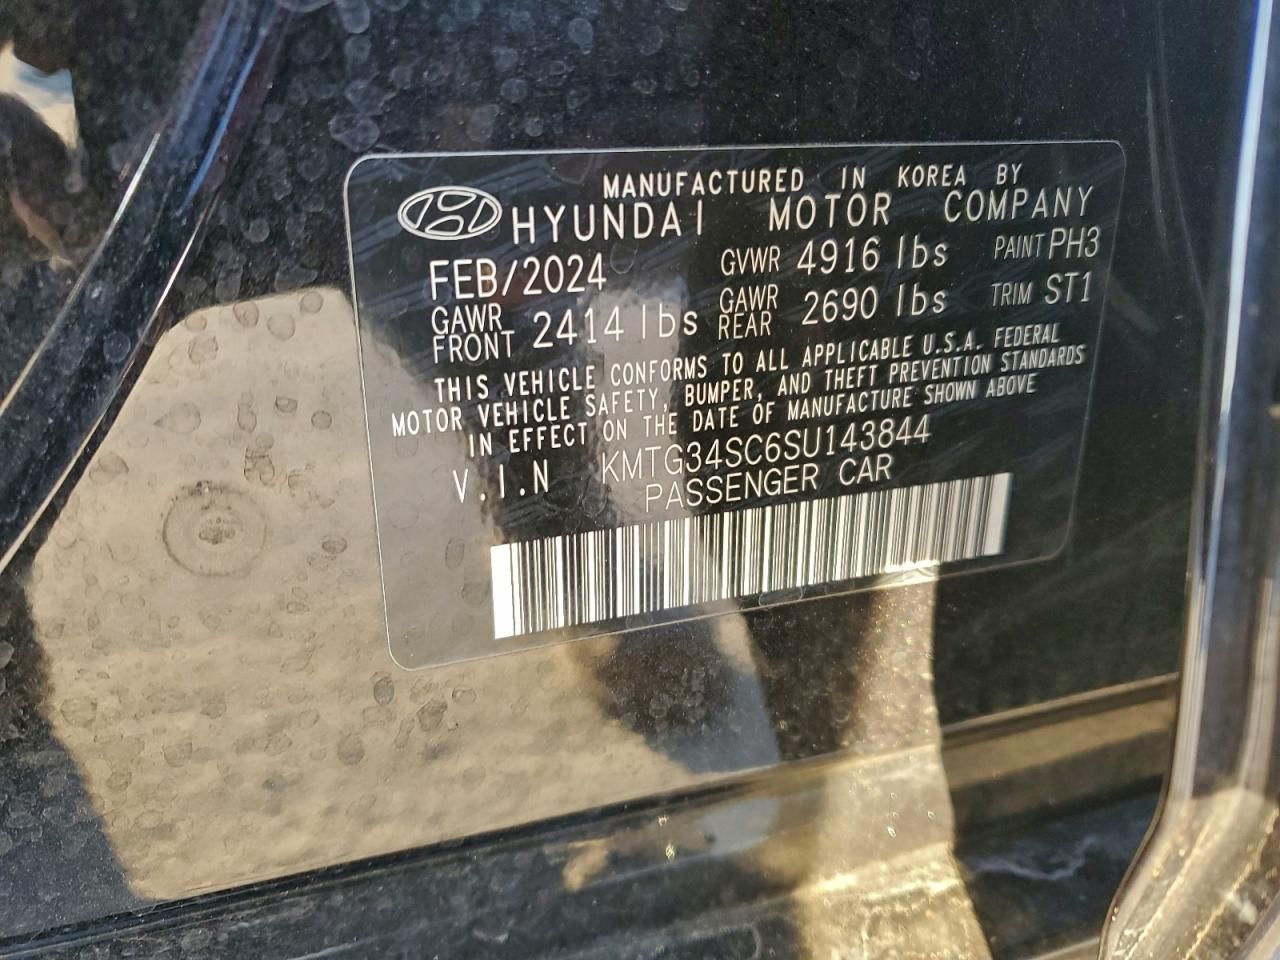 MANUFACTURED IN KOREA BY
HYUNDAI MOTOR COMPANY
FEB/2024 GVWR 4916 lbs PAINT PH3
GAWR FRONT 2414 lbs GAWR REAR 2690 lbs TRIM ST1
THIS VEHICLE CONFORMS TO ALL APPLICABLE U.S.A. FEDERAL
MOTOR VEHICLE SAFETY, BUMPER, AND THEFT PREVENTION STANDARDS
IN EFFECT ON THE DATE OF MANUFACTURE SHOWN ABOVE
V.I.N KMTG34SC6SU143844
PASSENGER CAR